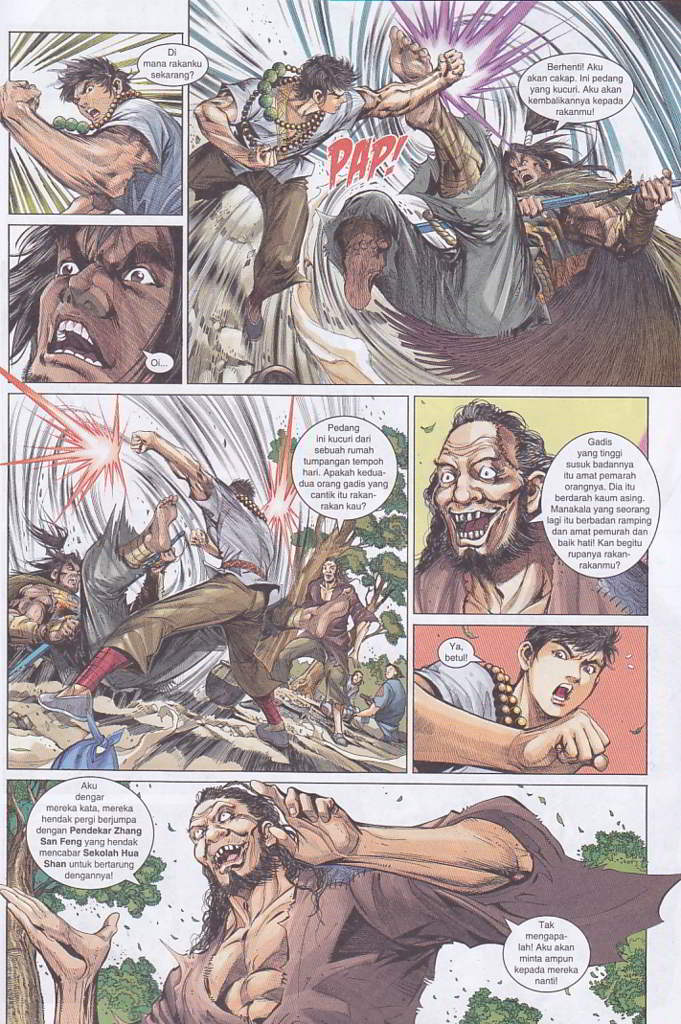 Di
mana rakanku
sekarang?
Berhenti! Aku
akan cakap. Ini pedang
yang kucuri. Aku akan
kembalikannya kepada
rakanmu!
PAP!
Oi...
Pedang
ini kucuri dari
sebuah rumah
tumpangan tempoh
hari. Apakah kedua-
dua orang gadis yang
cantik itu rakan-
rakan kau?
Gadis
yang tinggi
susuk badannya
itu amat pemarah
orangnya. Dia itu
berdarah kaum asing.
Manakala yang seorang
lagi itu berbadan ramping
dan amat pemurah dan
baik hati! Kan begitu
rupanya rakan-
rakanmu?
Ya,
betul!
Aku
dengar
mereka kata, mereka
hendak pergi berjumpa
dengan Pendekar Zhang
San Feng yang hendak
mencabar Sekolah Hua
Shan untuk bertarung
dengannya!
Tak
mengapa-
lah! Aku akan
minta ampun
kepada mereka
nanti!